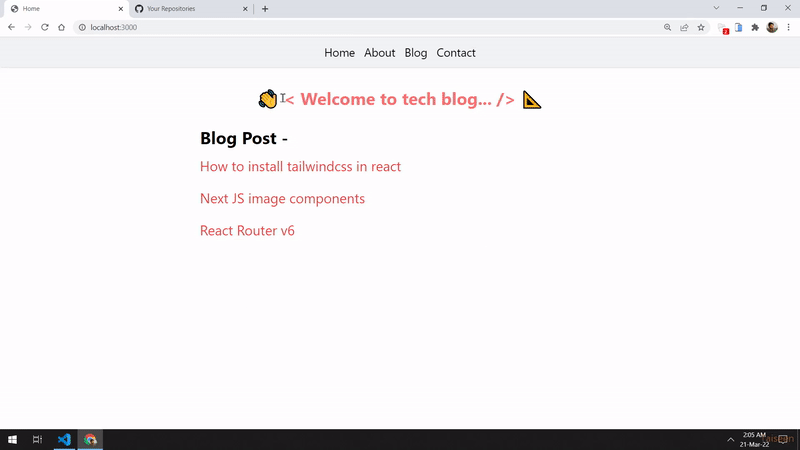 Home
Your Repositories
localhost:3000
2
Home About Blog Contact
< Welcome to tech blog... />
Blog Post -
How to install tailwindcss in react
Next JS image components
React Router v6
2:05 AM
21-Mar-22